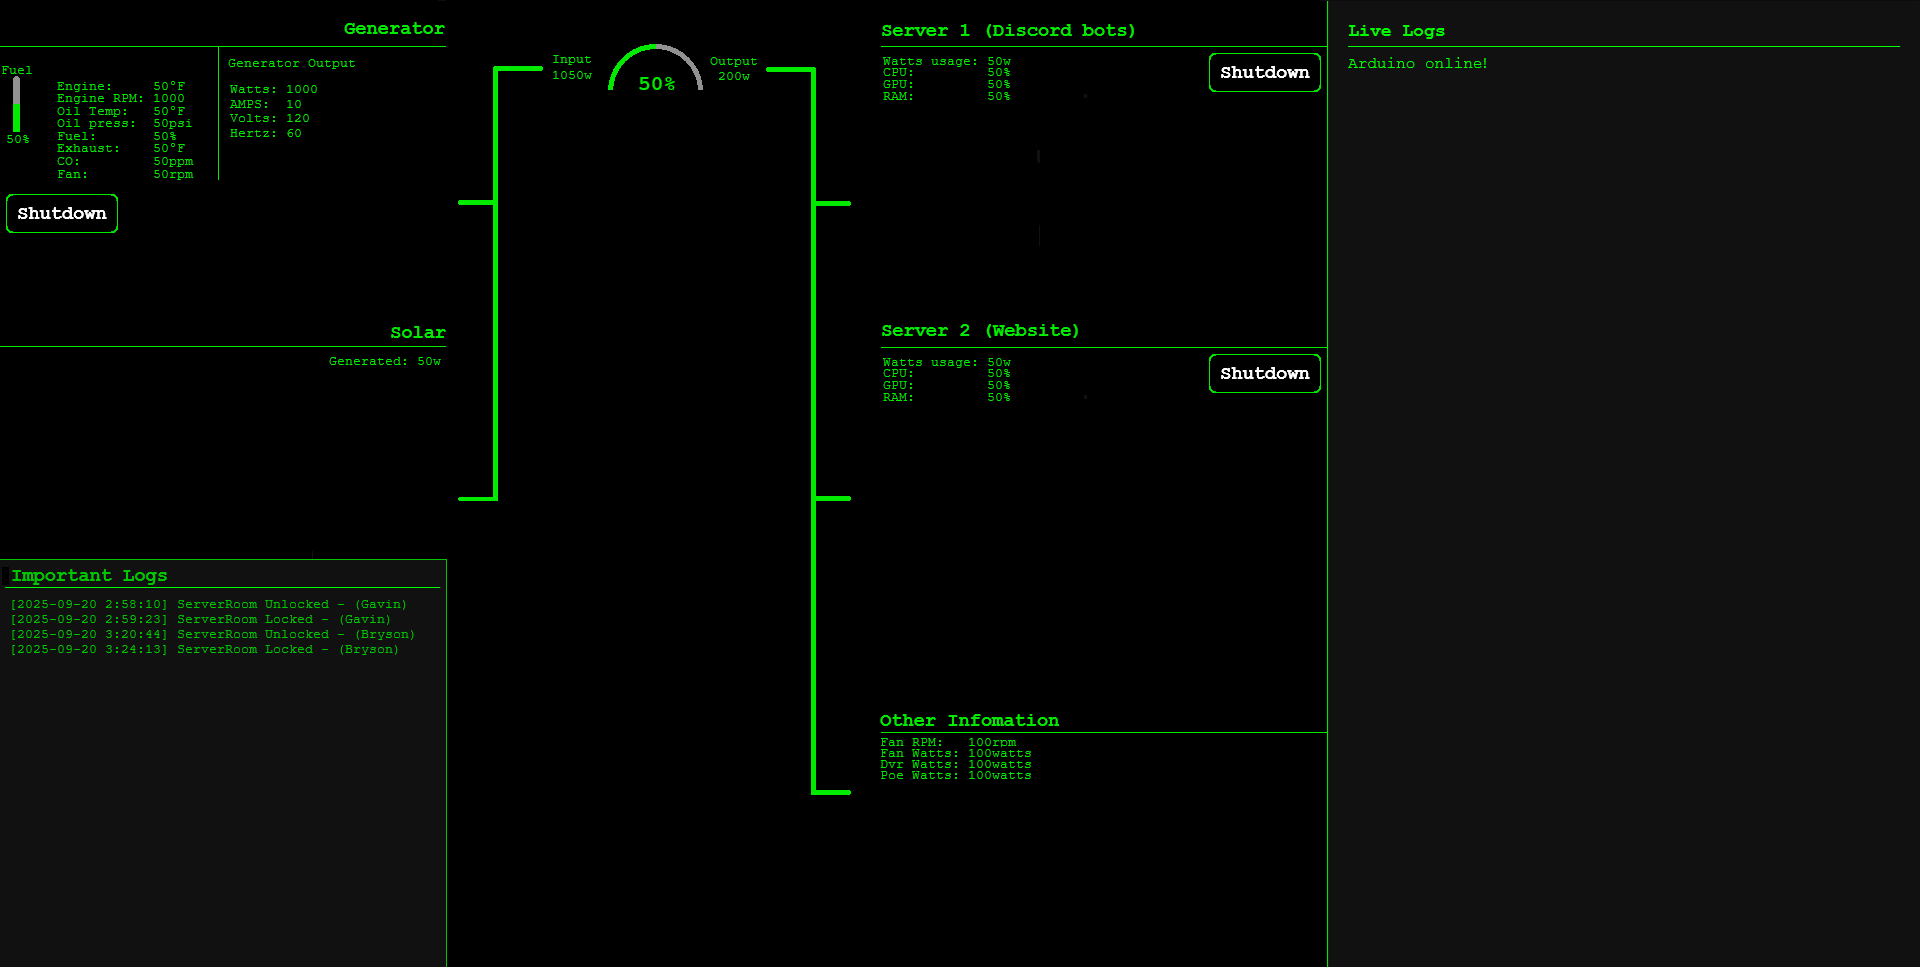 Generator
Fuel
50%
Engine: 50°F
Engine RPM: 1000
Oil Temp: 50°F
Oil press: 50psi
Fuel: 50%
Exhaust: 50°F
CO: 50ppm
Fan: 50rpm
Generator Output
Watts: 1000
AMPS: 10
Volts: 120
Hertz: 60
Shutdown
Solar
Generated: 50w
Important Logs
[2025-09-20 2:58:10] ServerRoom Unlocked - (Gavin)
[2025-09-20 2:59:23] ServerRoom Locked - (Gavin)
[2025-09-20 3:20:44] ServerRoom Unlocked - (Bryson)
[2025-09-20 3:24:13] ServerRoom Locked - (Bryson)
Input
1050w
50%
Output
200w
Server 1 (Discord bots)
Watts usage: 50w
CPU: 50%
GPU: 50%
RAM: 50%
Shutdown
Server 2 (Website)
Watts usage: 50w
CPU: 50%
GPU: 50%
RAM: 50%
Shutdown
Other Infomation
Fan RPM: 100rpm
Fan Watts: 100watts
Dvr Watts: 100watts
Poe Watts: 100watts
Live Logs
Arduino online!